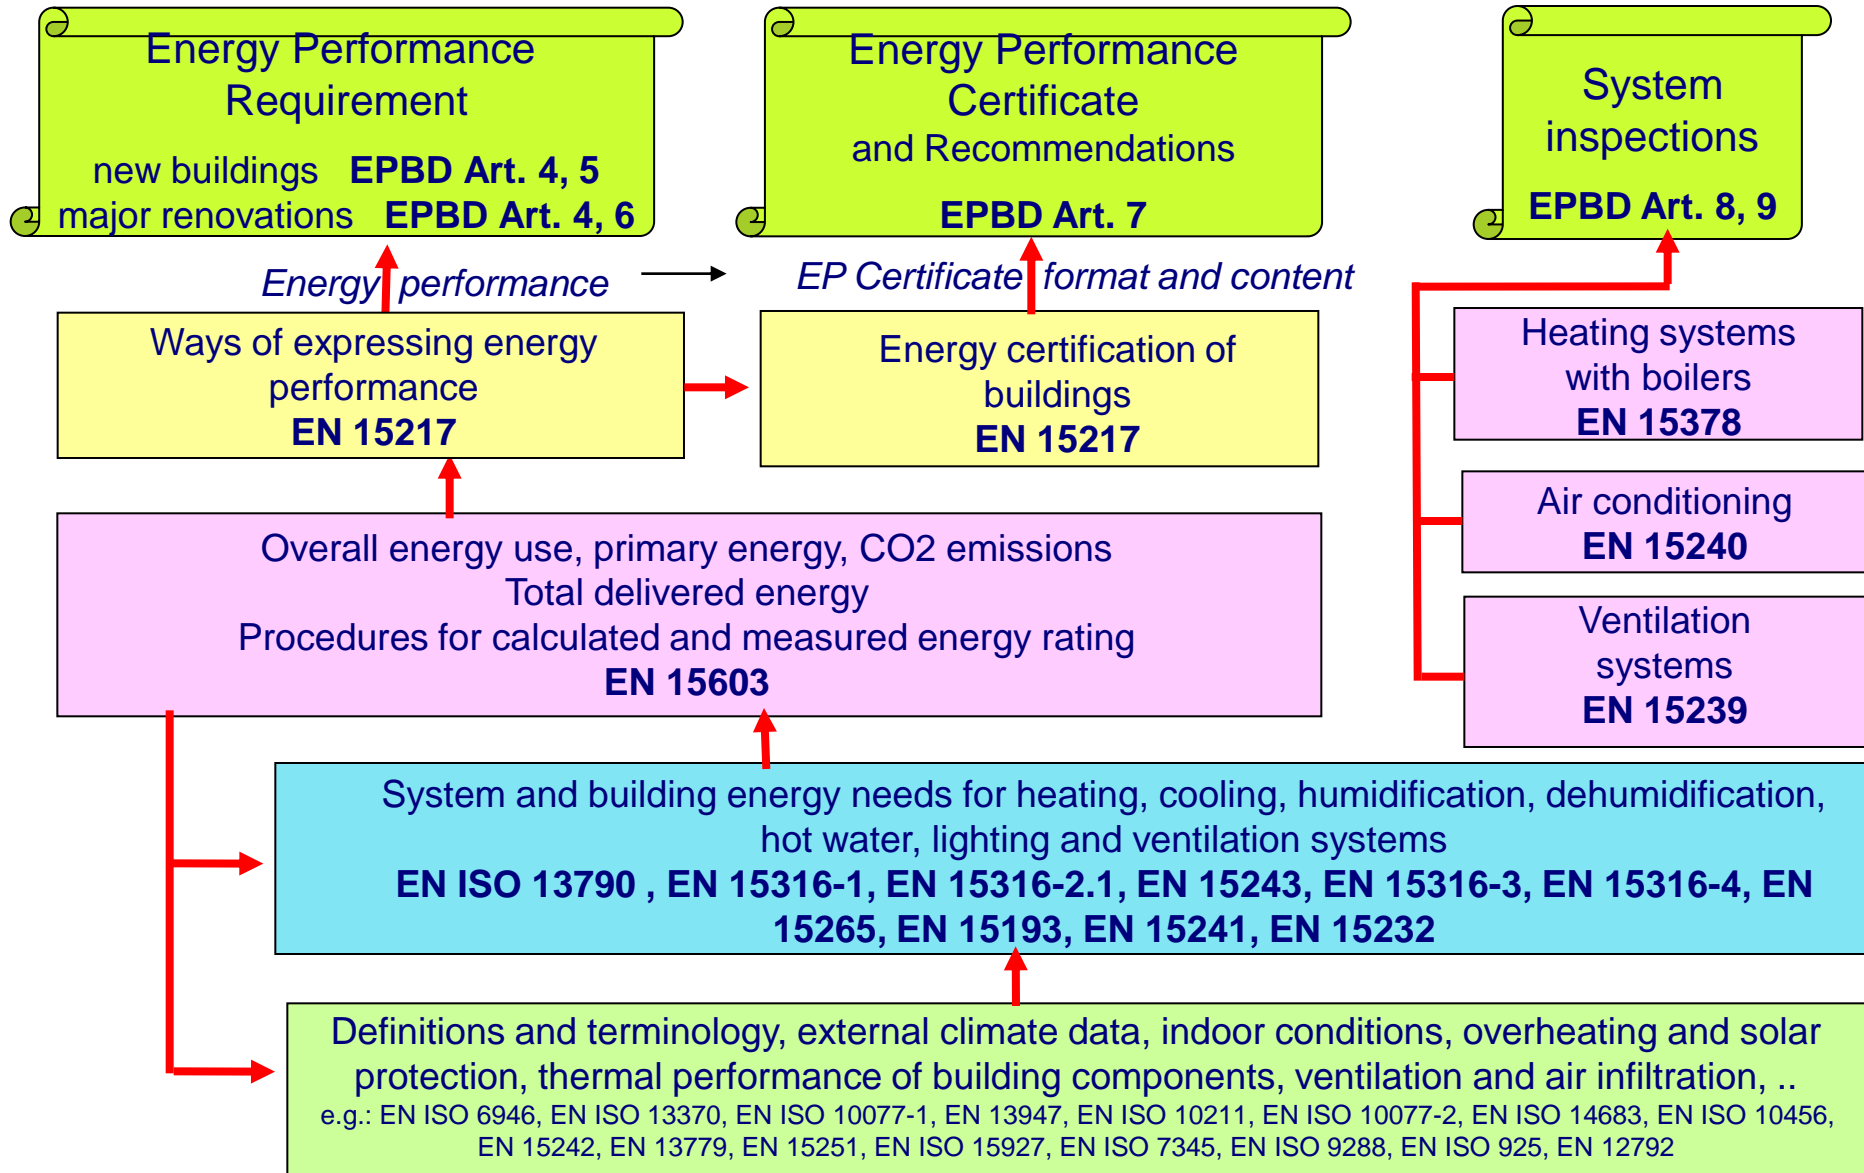 Energy Performance
Requirement
new buildings EPBD Art. 4, 5
major renovations EPBD Art. 4, 6
Energy Performance
Certificate
and Recommendations
EPBD Art. 7
System
inspections
EPBD Art. 8, 9
Energy performance
EP Certificate format and content
Ways of expressing energy
performance
EN 15217
Energy certification of
buildings
EN 15217
Heating systems
with boilers
EN 15378
Air conditioning
EN 15240
Ventilation
systems
EN 15239
Overall energy use, primary energy, CO2 emissions
Total delivered energy
Procedures for calculated and measured energy rating
EN 15603
System and building energy needs for heating, cooling, humidification, dehumidification,
hot water, lighting and ventilation systems
EN ISO 13790 , EN 15316-1, EN 15316-2.1, EN 15243, EN 15316-3, EN 15316-4, EN
15265, EN 15193, EN 15241, EN 15232
Definitions and terminology, external climate data, indoor conditions, overheating and solar
protection, thermal performance of building components, ventilation and air infiltration, ..
e.g.: EN ISO 6946, EN ISO 13370, EN ISO 10077-1, EN 13947, EN ISO 10211, EN ISO 10077-2, EN ISO 14683, EN ISO 10456,
EN 15242, EN 13779, EN 15251, EN ISO 15927, EN ISO 7345, EN ISO 9288, EN ISO 925, EN 12792